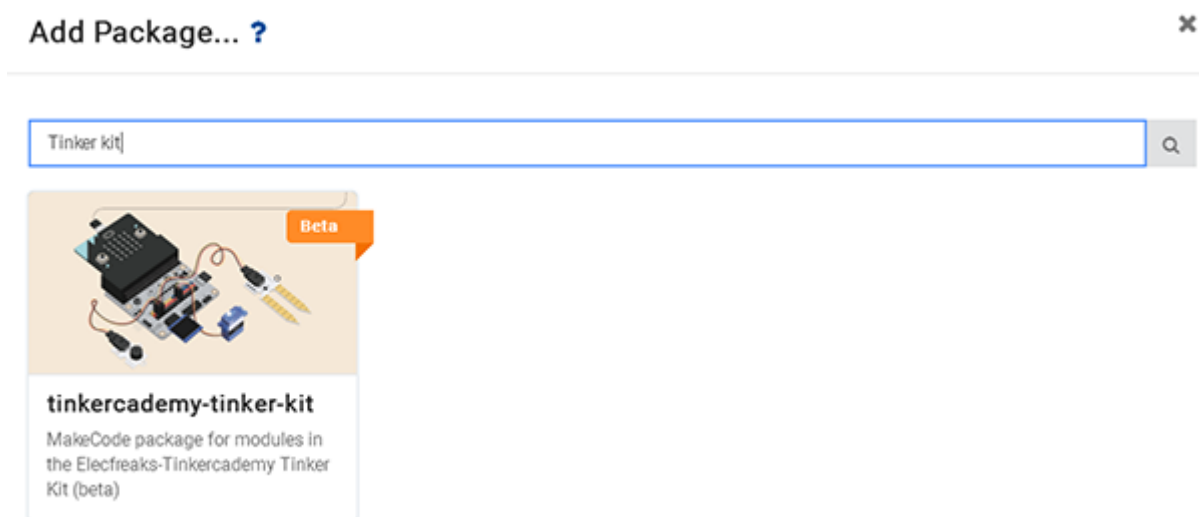 Add Package... ?
Tinker kit
Beta
tinkercademy-tinker-kit
MakeCode package for modules in
the Elecfreaks-Tinkercademy Tinker
Kit (beta)